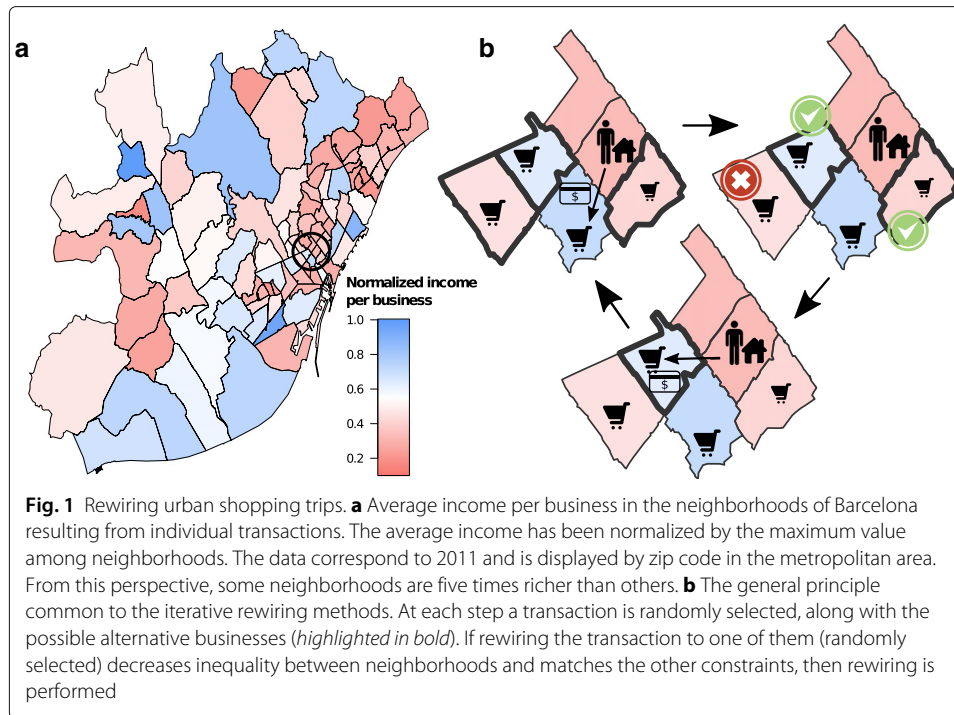 a
b
$
$
Normalized income
per business
1.0
0.8
0.6
0.4
0.2
Fig. 1 Rewiring urban shopping trips. a Average income per business in the neighborhoods of Barcelona
resulting from individual transactions. The average income has been normalized by the maximum value
among neighborhoods. The data correspond to 2011 and is displayed by zip code in the metropolitan area.
From this perspective, some neighborhoods are five times richer than others. b The general principle
common to the iterative rewiring methods. At each step a transaction is randomly selected, along with the
possible alternative businesses (highlighted in bold). If rewiring the transaction to one of them (randomly
selected) decreases inequality between neighborhoods and matches the other constraints, then rewiring is
performed